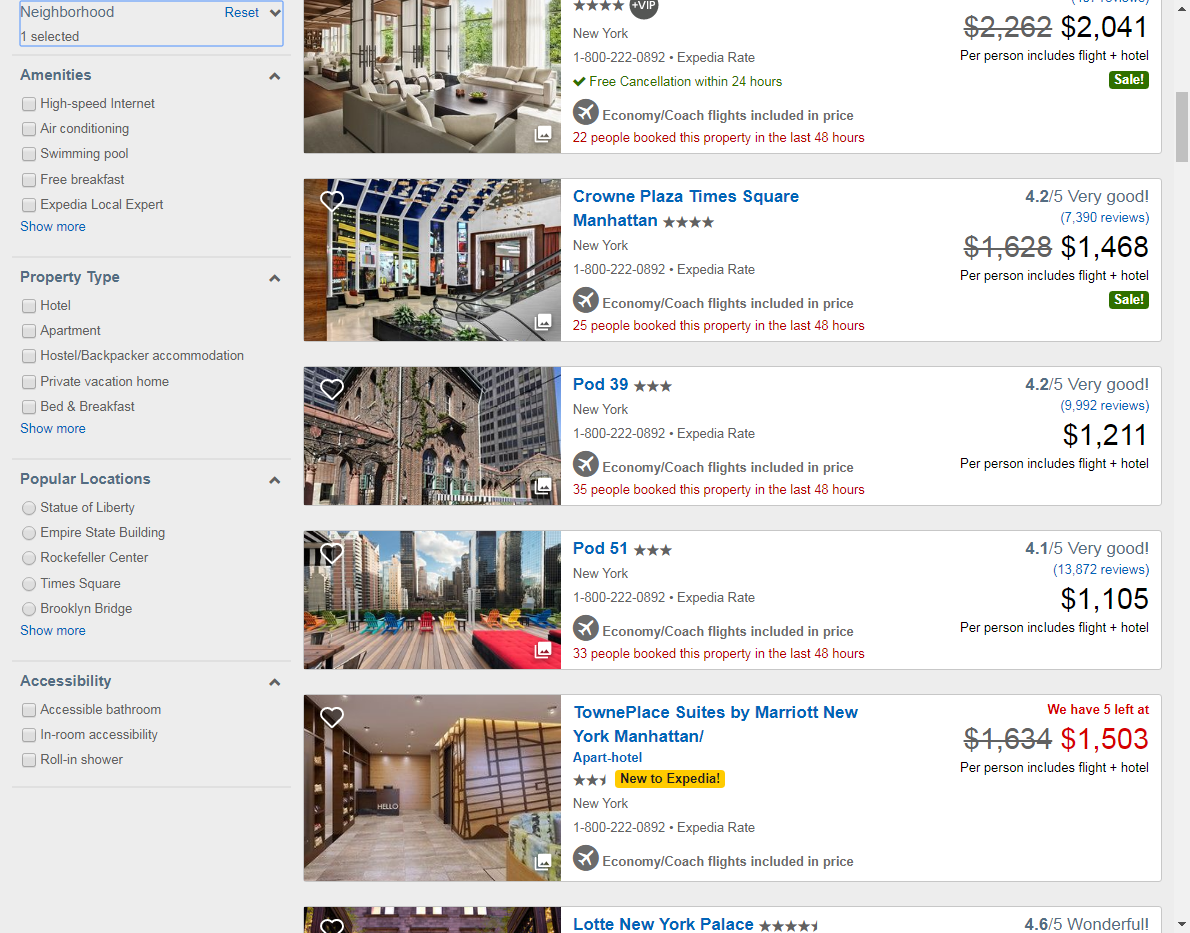 Neighborhood
Reset
1 selected
Amenities
High-speed Internet
Air conditioning
Swimming pool
Free breakfast
Expedia Local Expert
Show more
Property Type
Hotel
Apartment
Hostel/Backpacker accommodation
Private vacation home
Bed & Breakfast
Show more
Popular Locations
Statue of Liberty
Empire State Building
Rockefeller Center
Times Square
Brooklyn Bridge
Show more
Accessibility
Accessible bathroom
In-room accessibility
Roll-in shower
+VIP
New York
1-800-222-0892 • Expedia Rate
Free Cancellation within 24 hours
Economy/Coach flights included in price
22 people booked this property in the last 48 hours
$2,262 $2,041
Per person includes flight + hotel
Sale!
Crowne Plaza Times Square
Manhattan
New York
1-800-222-0892 • Expedia Rate
Economy/Coach flights included in price
25 people booked this property in the last 48 hours
4.2/5 Very good!
(7,390 reviews)
$1,628 $1,468
Per person includes flight + hotel
Sale!
Pod 39
New York
1-800-222-0892 • Expedia Rate
Economy/Coach flights included in price
35 people booked this property in the last 48 hours
4.2/5 Very good!
(9,992 reviews)
$1,211
Per person includes flight + hotel
Pod 51
New York
1-800-222-0892 • Expedia Rate
Economy/Coach flights included in price
33 people booked this property in the last 48 hours
4.1/5 Very good!
(13,872 reviews)
$1,105
Per person includes flight + hotel
HELLO
TownePlace Suites by Marriott New
York Manhattan/
Apart-hotel
New to Expedia!
New York
1-800-222-0892 • Expedia Rate
Economy/Coach flights included in price
We have 5 left at
$1,634 $1,503
Per person includes flight + hotel
Lotte New York Palace
4.6/5 Wonderful!